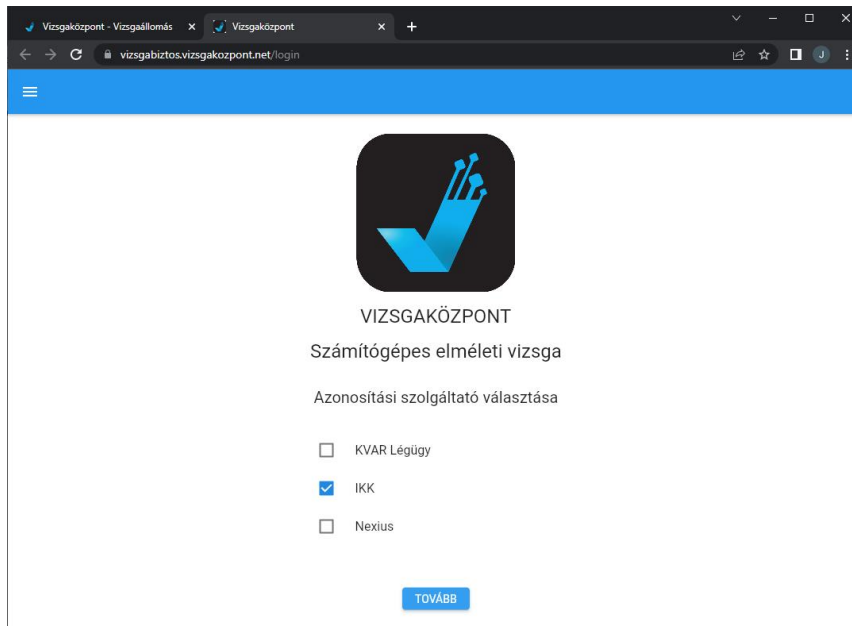 Vizsgaközpont - Vizsgaállomás
Vizsgaközpont
vizsgabiztos.vizsgakozpont.net/login
J
VIZSGAKÖZPONT
Számítógépes elméleti vizsga
Azonosítási szolgáltató választása
KVAR Légügy
IKK
Nexius
TOVÁBB